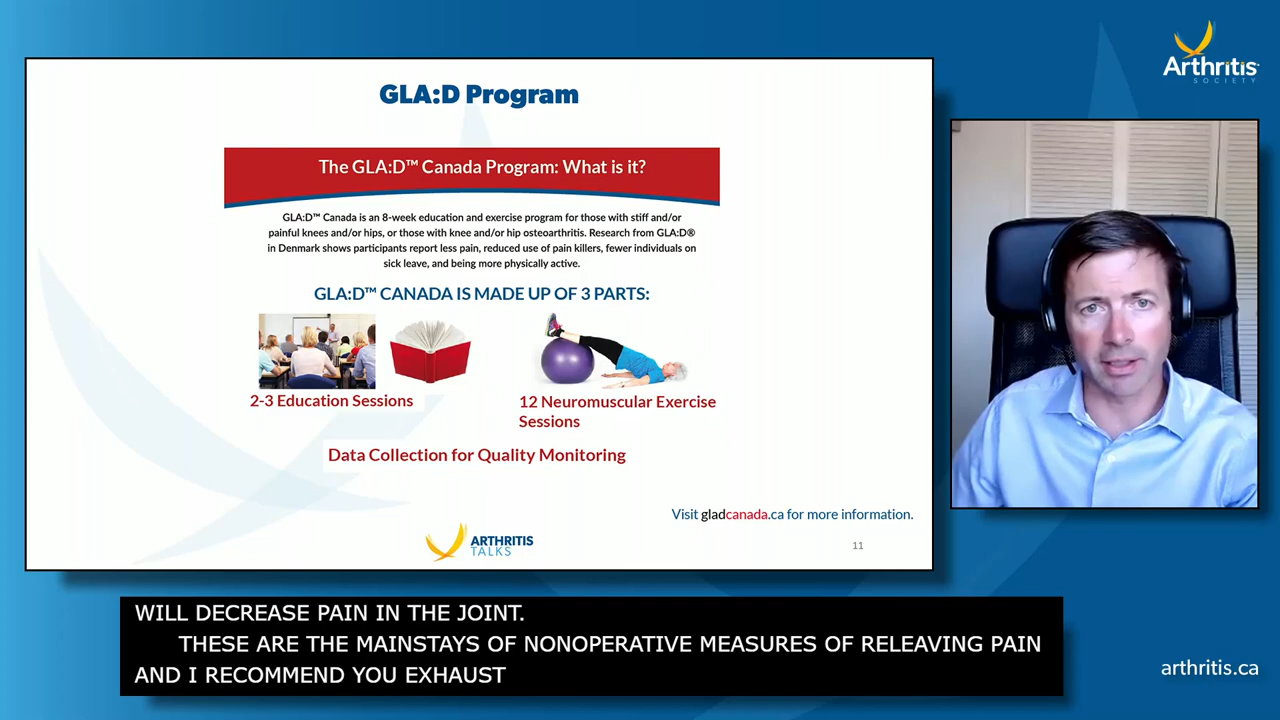 GLA:D Program
The GLA:D™ Canada Program: What is it?
GLA:D™ Canada is an 8-week education and exercise program for those with stiff and/or
painful knees and/or hips, or those with knee and/or hip osteoarthritis. Research from GLA:D®
in Denmark shows participants report less pain, reduced use of pain killers, fewer individuals on
sick leave, and being more physically active.
GLA:D™ CANADA IS MADE UP OF 3 PARTS:
2-3 Education Sessions
12 Neuromuscular Exercise
Sessions
Data Collection for Quality Monitoring
Visit gladcanada.ca for more information.
ARTHRITIS
TALKS
11
Arthritis
SOCIETY
WILL DECREASE PAIN IN THE JOINT.
THESE ARE THE MAINSTAYS OF NONOPERATIVE MEASURES OF RELEAVING PAIN
AND I RECOMMEND YOU EXHAUST
arthritis.ca